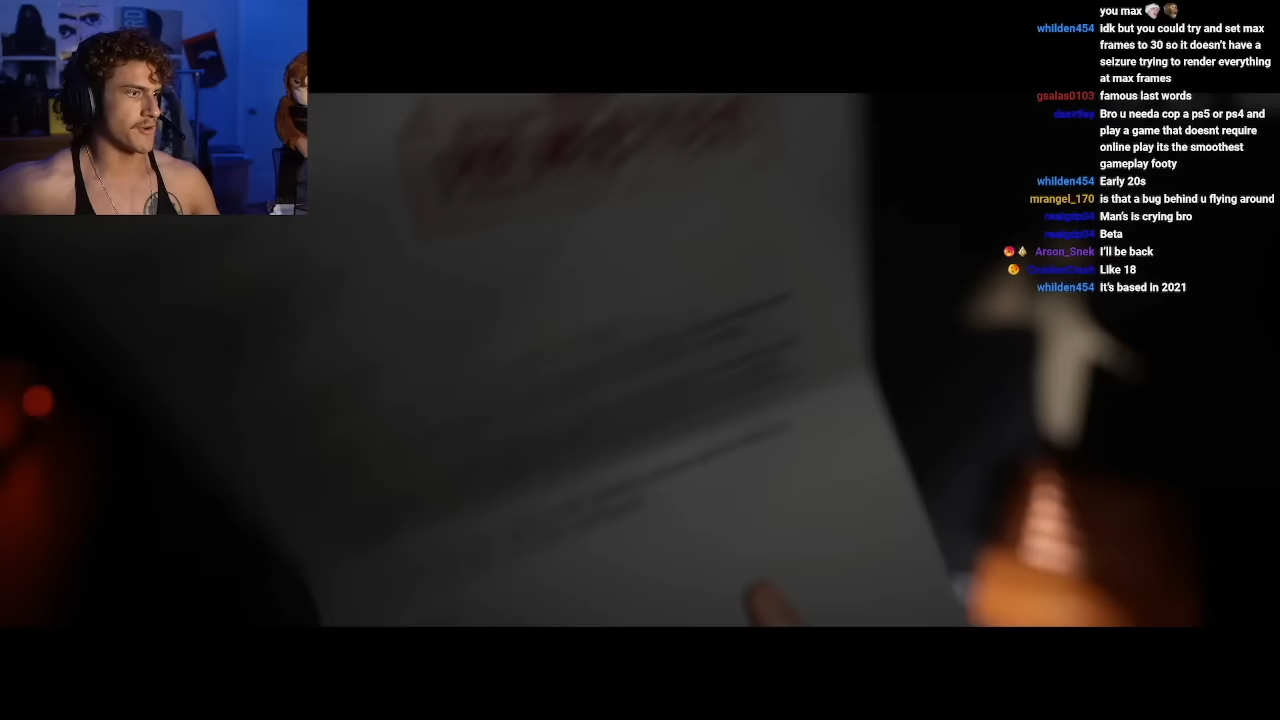 you max
whilden454 idk but you could try and set max
frames to 30 so it doesn't have a
seizure trying to render everything
at max frames
gsalas0103 famous last words
Bro u needa cop a ps5 or ps4 and
play a game that doesnt require
online play its the smoothest
gameplay footy
whilden454 Early 20s
mrangel_170 is that a bug behind u flying around
Man's is crying bro
Beta
Arson_Snek I'll be back
Like 18
whilden454 It's based in 2021